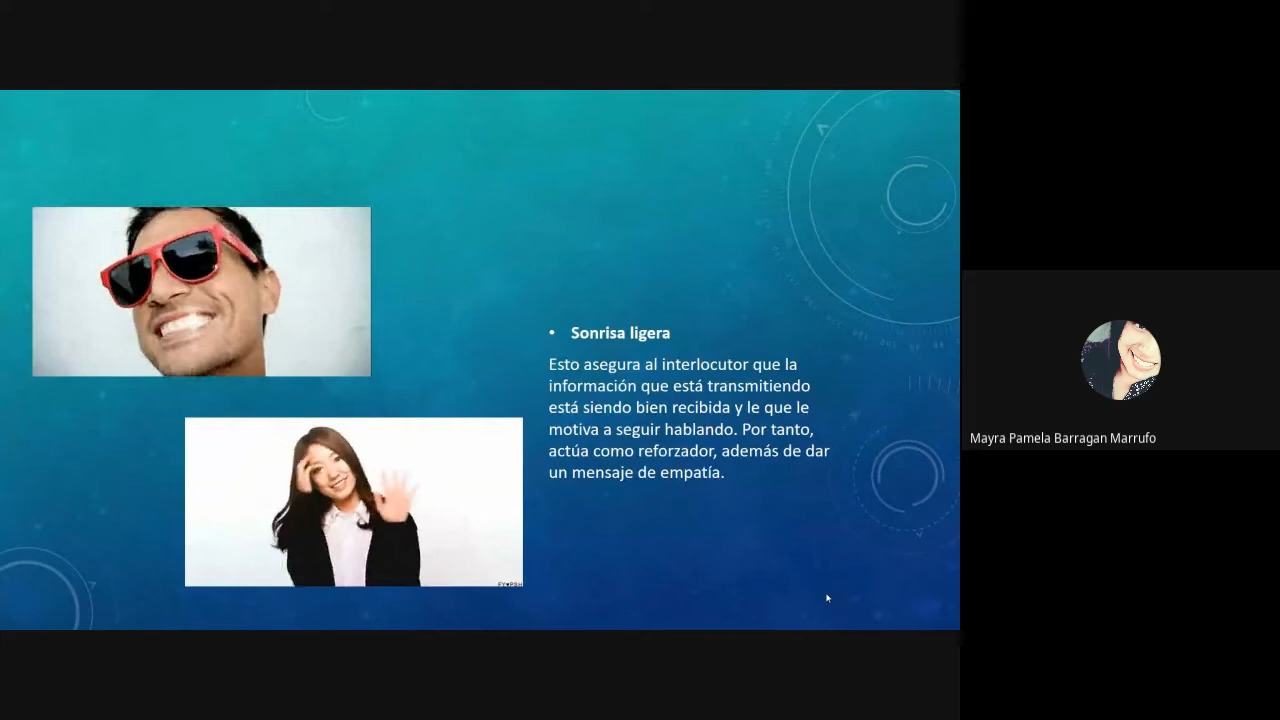 • Sonrisa ligera
Esto asegura al interlocutor que la
información que está transmitiendo
está siendo bien recibida y le que le
motiva a seguir hablando. Por tanto,
actúa como reforzador, además de dar
un mensaje de empatía.
FY♥PSH
Mayra Pamela Barragan Marrufo